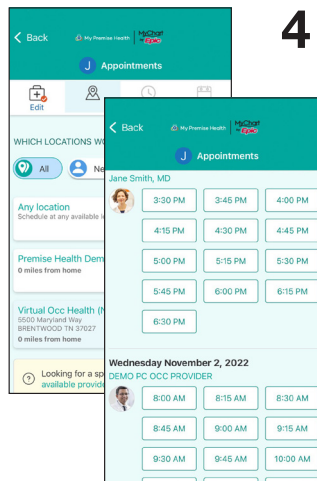 4
Back
My Premise Health
MyChart
by Epic
J Appointments
Edit
WHICH LOCATIONS WO
All
Ne
Any location
Schedule at any available l
Premise Health Dem
0 miles from home
Virtual Occ Health (N
5500 Maryland Way
BRENTWOOD TN 37027
0 miles from home
Looking for a sp
available provide
Back
My Premise Health
MyChart
by Epic
J Appointments
Jane Smith, MD
3:30 PM 3:45 PM 4:00 PM
4:15 PM 4:30 PM 4:45 PM
5:00 PM 5:15 PM 5:30 PM
5:45 PM 6:00 PM 6:15 PM
6:30 PM
Wednesday November 2, 2022
DEMO PC OCC PROVIDER
8:00 AM 8:15 AM 8:30 AM
8:45 AM 9:00 AM 9:15 AM
9:30 AM 9:45 AM 10:00 AM